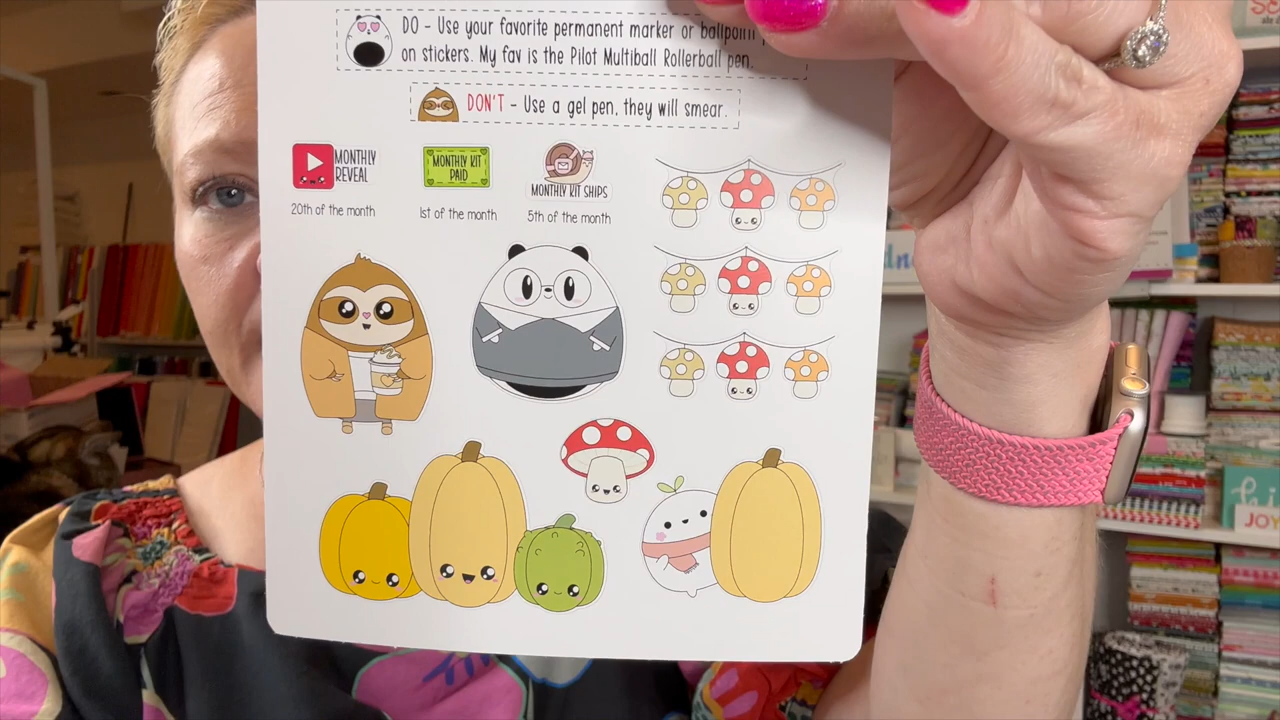 DO - Use your favorite permanent marker or ballpoint
on stickers. My fav is the Pilot Multiball Rollerball pen.
DON'T - Use a gel pen, they will smear.
MONTHLY
REVEAL
20th of the month
MONTHLY KIT
PAID
1st of the month
MONTHLY KIT SHIPS
5th of the month
JOY